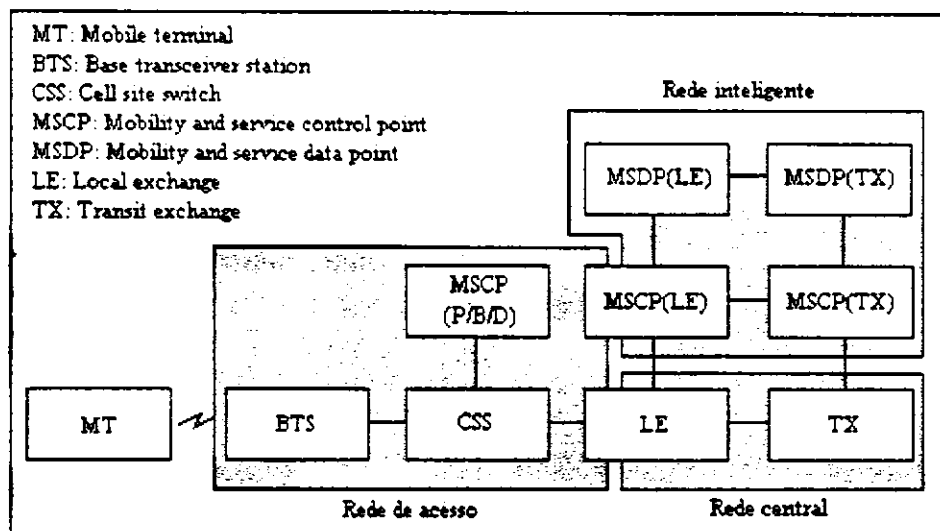 MT: Mobile terminal
BTS: Base transceiver station
CSS: Cell site switch
MSCP: Mobility and service control point
MSDP: Mobility and service data point
LE: Local exchange
TX: Transit exchange
Rede inteligente
MSDP(LE)
MSDP(TX)
MSCP
(P/B/D)
MSCP(LE)
MSCP(TX)
MT
BTS
CSS
LE
TX
Rede de acesso
Rede central